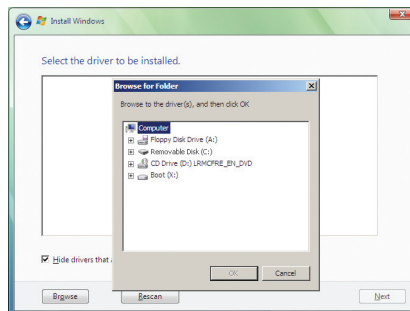 Install Windows
Select the driver to be installed.
Browse for Folder
Browse to the driver(s), and then click OK
Computer
Floppy Disk Drive (A:)
Removable Disk (C:)
CD Drive (D:) LRMCFRE_EN_DVD
Boot (X:)
Hide drivers that
OK
Cancel
Browse
Rescan
Next